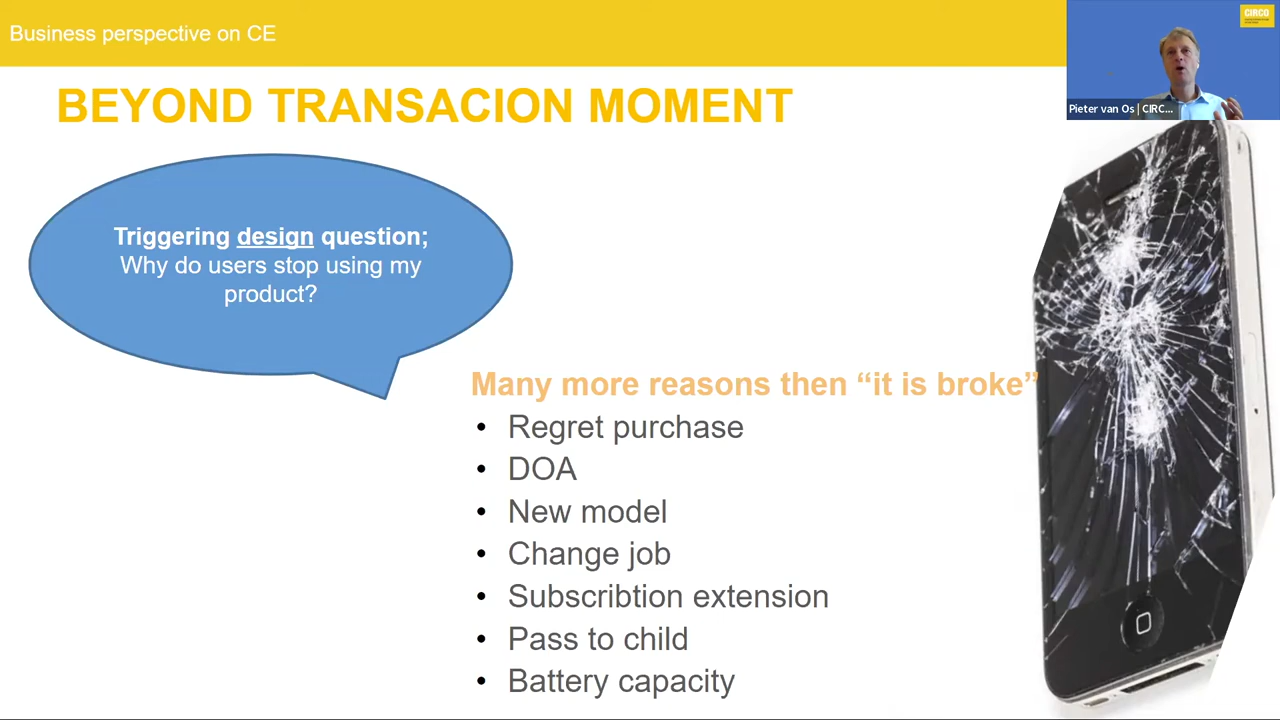 Business perspective on CE
CIRCO
Pieter van Os | CIRC...
BEYOND TRANSACION MOMENT
Triggering design question;
Why do users stop using my
product?
Many more reasons then “it is broke”
• Regret purchase
• DOA
• New model
• Change job
• Subscribtion extension
• Pass to child
• Battery capacity